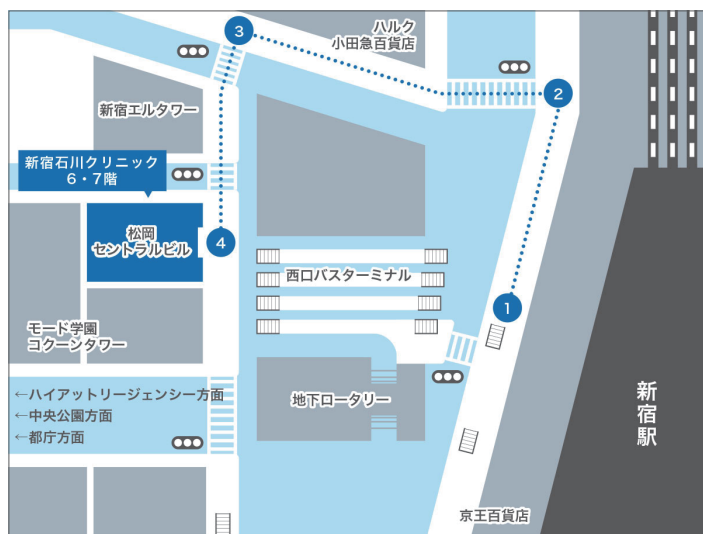 3
ハルク
小田急百貨店
2
新宿エルタワー
新宿石川クリニック
6・7階
松岡
セントラルビル
4
西口バスターミナル
1
モード学園
コクーンタワー
地下ロータリー
←ハイアットリージェンシー方面
←中央公園方面
←都庁方面
新宿駅
京王百貨店